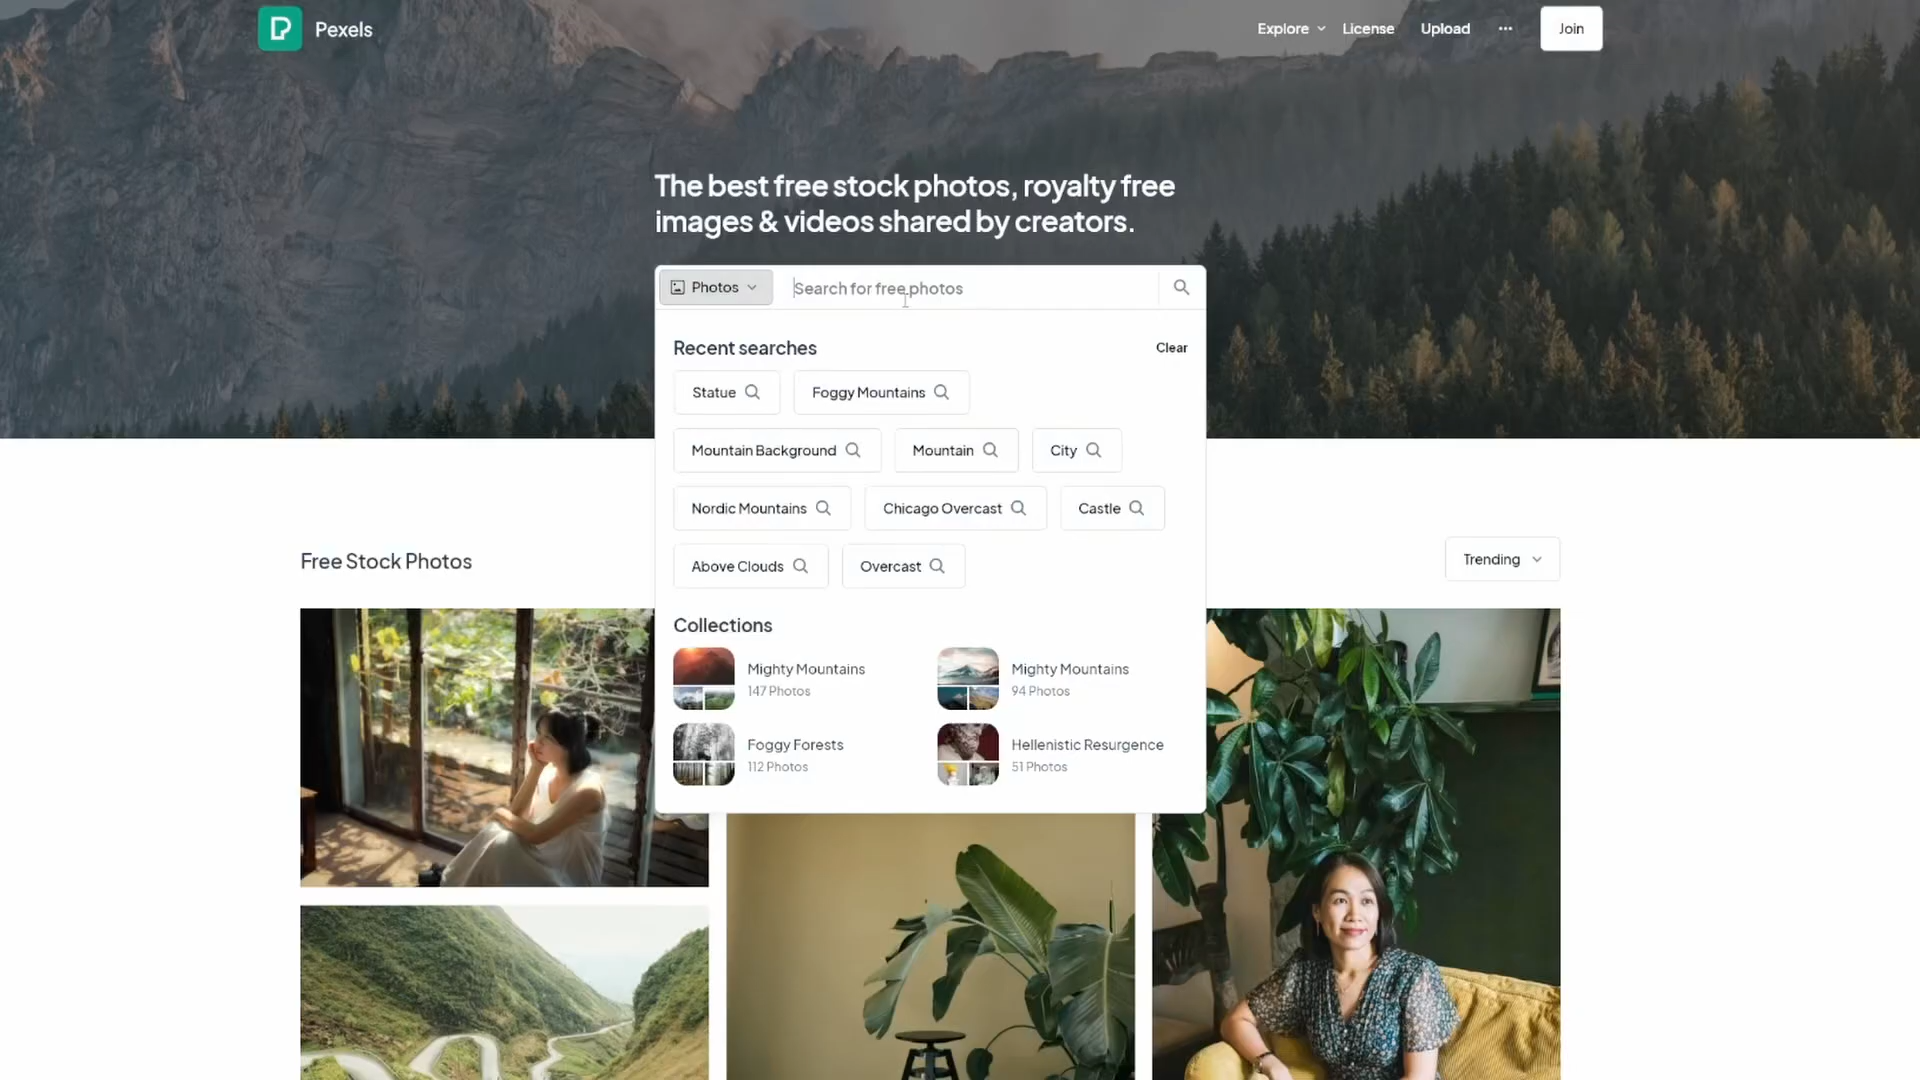 Pexels
Explore
License
Upload
Join
The best free stock photos, royalty free
images & videos shared by creators.
Photos
Search for free photos
Recent searches
Clear
Statue
Foggy Mountains
Mountain Background
Mountain
City
Nordic Mountains
Chicago Overcast
Castle
Above Clouds
Overcast
Free Stock Photos
Trending
Collections
Mighty Mountains
147 Photos
Mighty Mountains
94 Photos
Foggy Forests
112 Photos
Hellenistic Resurgence
51 Photos